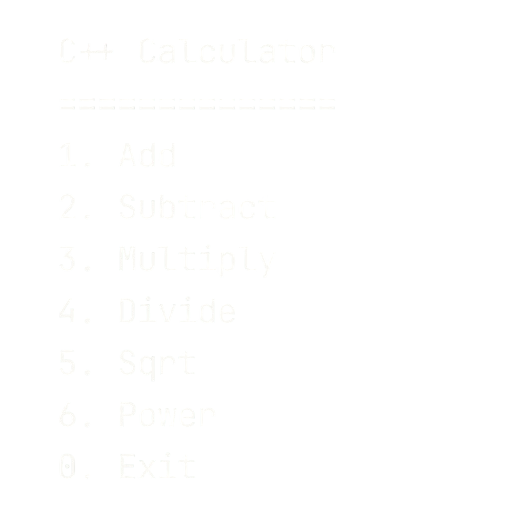 C++ Calculator
==============
1. Add
2. Subtract
3. Multiply
4. Divide
5. Sqrt
6. Power
0. Exit